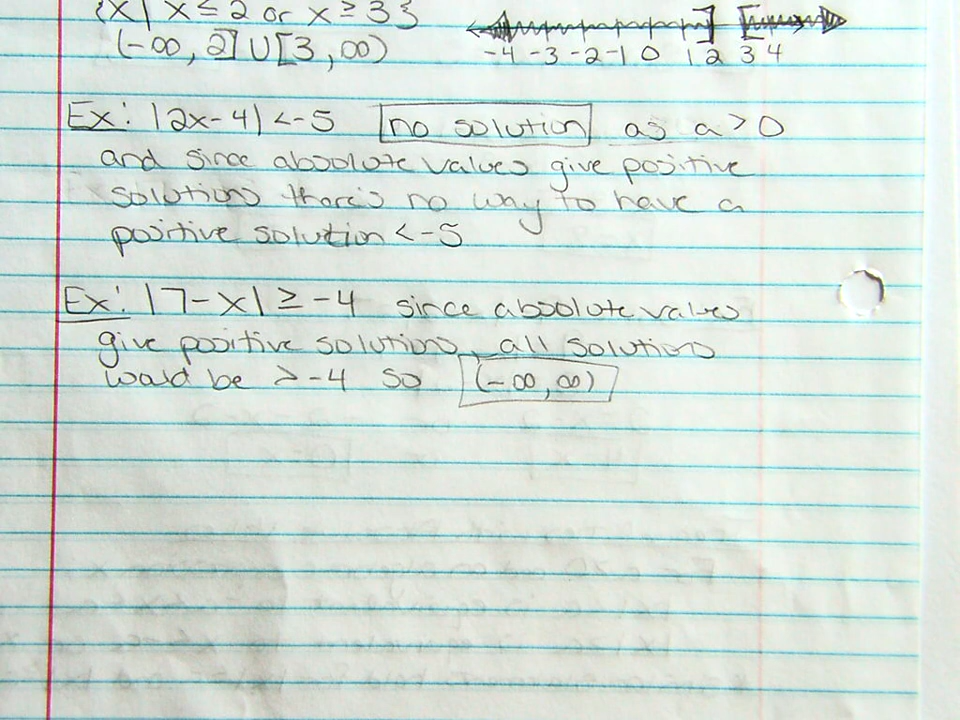 {x| x ≤ 2 or x ≥ 3}
(-∞, 2] U [3, ∞)
-4 -3 -2 -1 0 1 2 3 4
Ex: |2x-4| <-5 no solution as a > 0
and since absolute values give positive
solutions there's no way to have a
positive solution < -5
Ex: |7-x| ≥ -4 since absolute values
give positive solutions, all solutions
would be > -4 so (-∞, ∞)